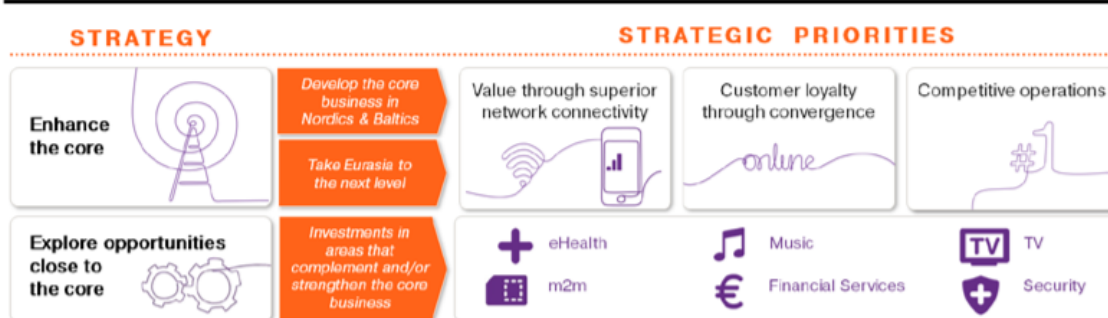 STRATEGY
STRATEGIC PRIORITIES
Enhance
the core
Develop the core
business in
Nordics & Baltics
Take Eurasia to
the next level
Value through superior
network connectivity
Customer loyalty
through convergence
online
Competitive operations
#1
Explore opportunities
close to
the core
Investments in
areas that
complement and/or
strengthen the core
business
eHealth
m2m
Music
€ Financial Services
TV TV
Security